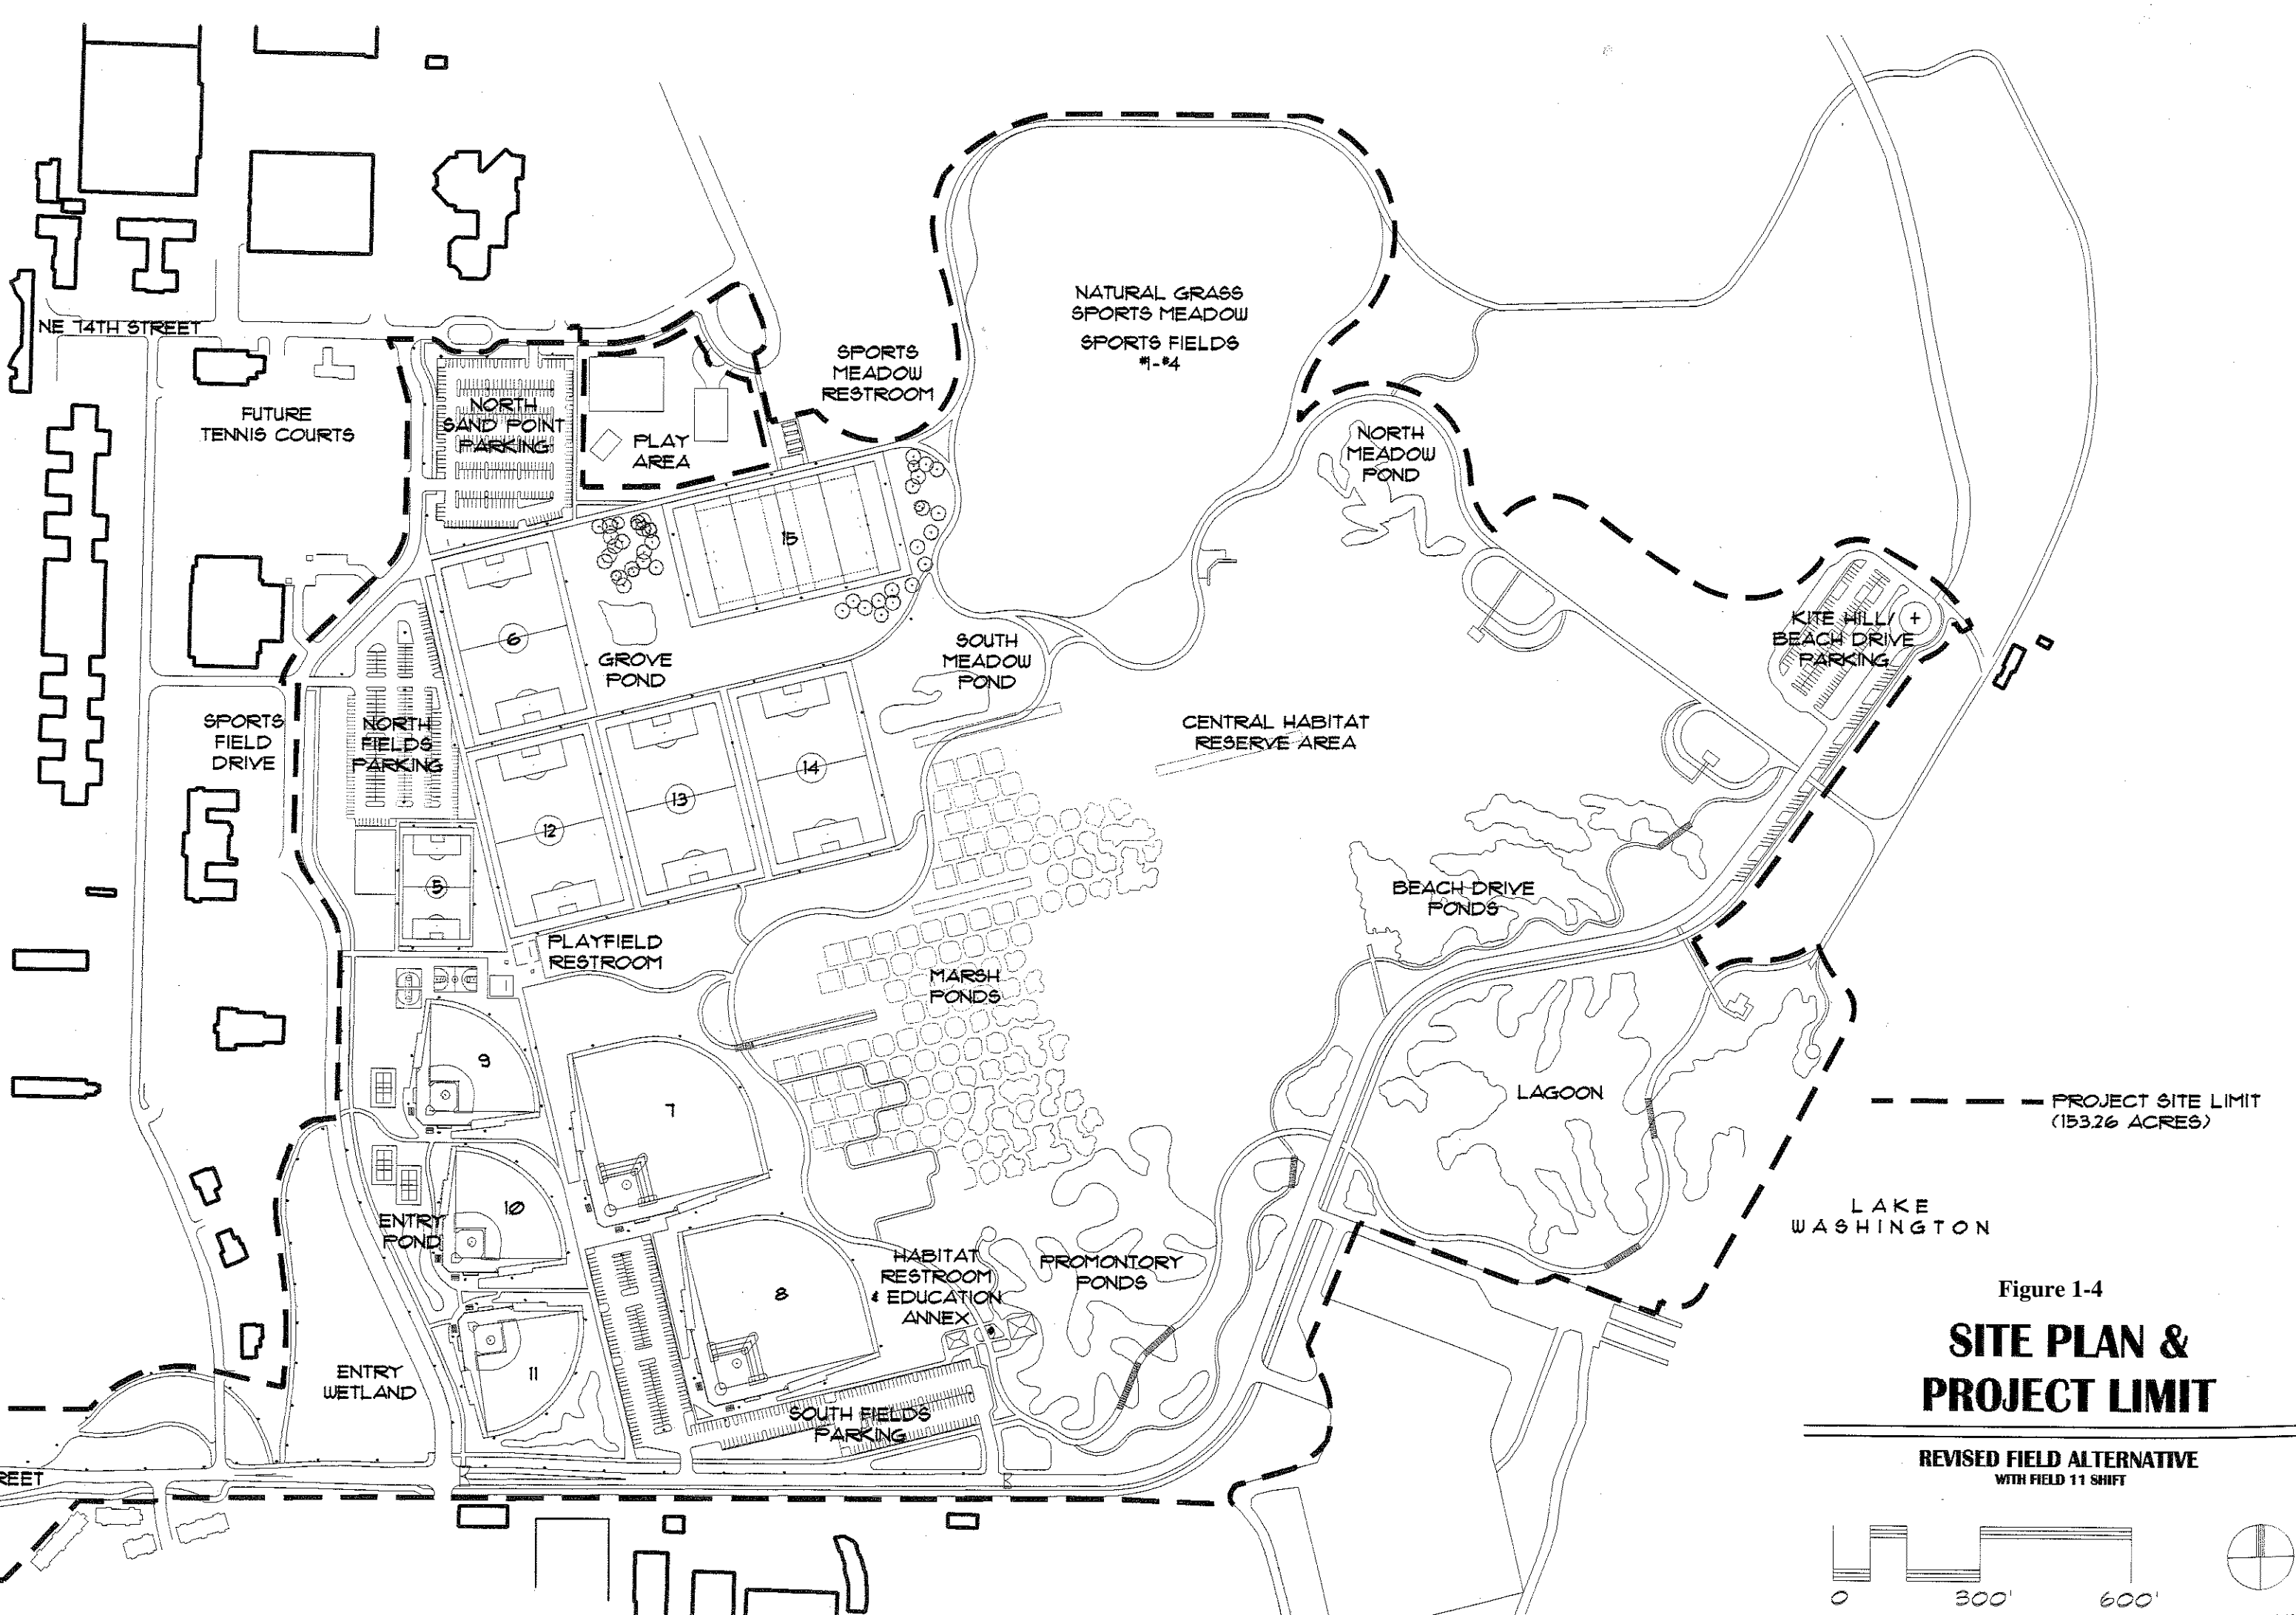 NATURAL GRASS
SPORTS MEADOW
SPORTS FIELDS
#1-#4
NE 74TH STREET
SPORTS
MEADOW
RESTROOM
FUTURE
TENNIS COURTS
NORTH
SAND POINT
PARKING
PLAY
AREA
NORTH
MEADOW
POND
15
6
GROVE
POND
SOUTH
MEADOW
POND
KITE HILL/
BEACH DRIVE
PARKING
SPORTS
FIELD
DRIVE
NORTH
FIELDS
PARKING
CENTRAL HABITAT
RESERVE AREA
14
13
12
5
BEACH DRIVE
PONDS
PLAYFIELD
RESTROOM
MARSH
PONDS
9
7
LAGOON
PROJECT SITE LIMIT
(153.26 ACRES)
10
ENTRY
POND
LAKE
WASHINGTON
HABITAT
RESTROOM
& EDUCATION
ANNEX
PROMONTORY
PONDS
8
11
ENTRY
WETLAND
SOUTH FIELDS
PARKING
REET
Figure 1-4
SITE PLAN &
PROJECT LIMIT
REVISED FIELD ALTERNATIVE
WITH FIELD 11 SHIFT
0 300' 600'